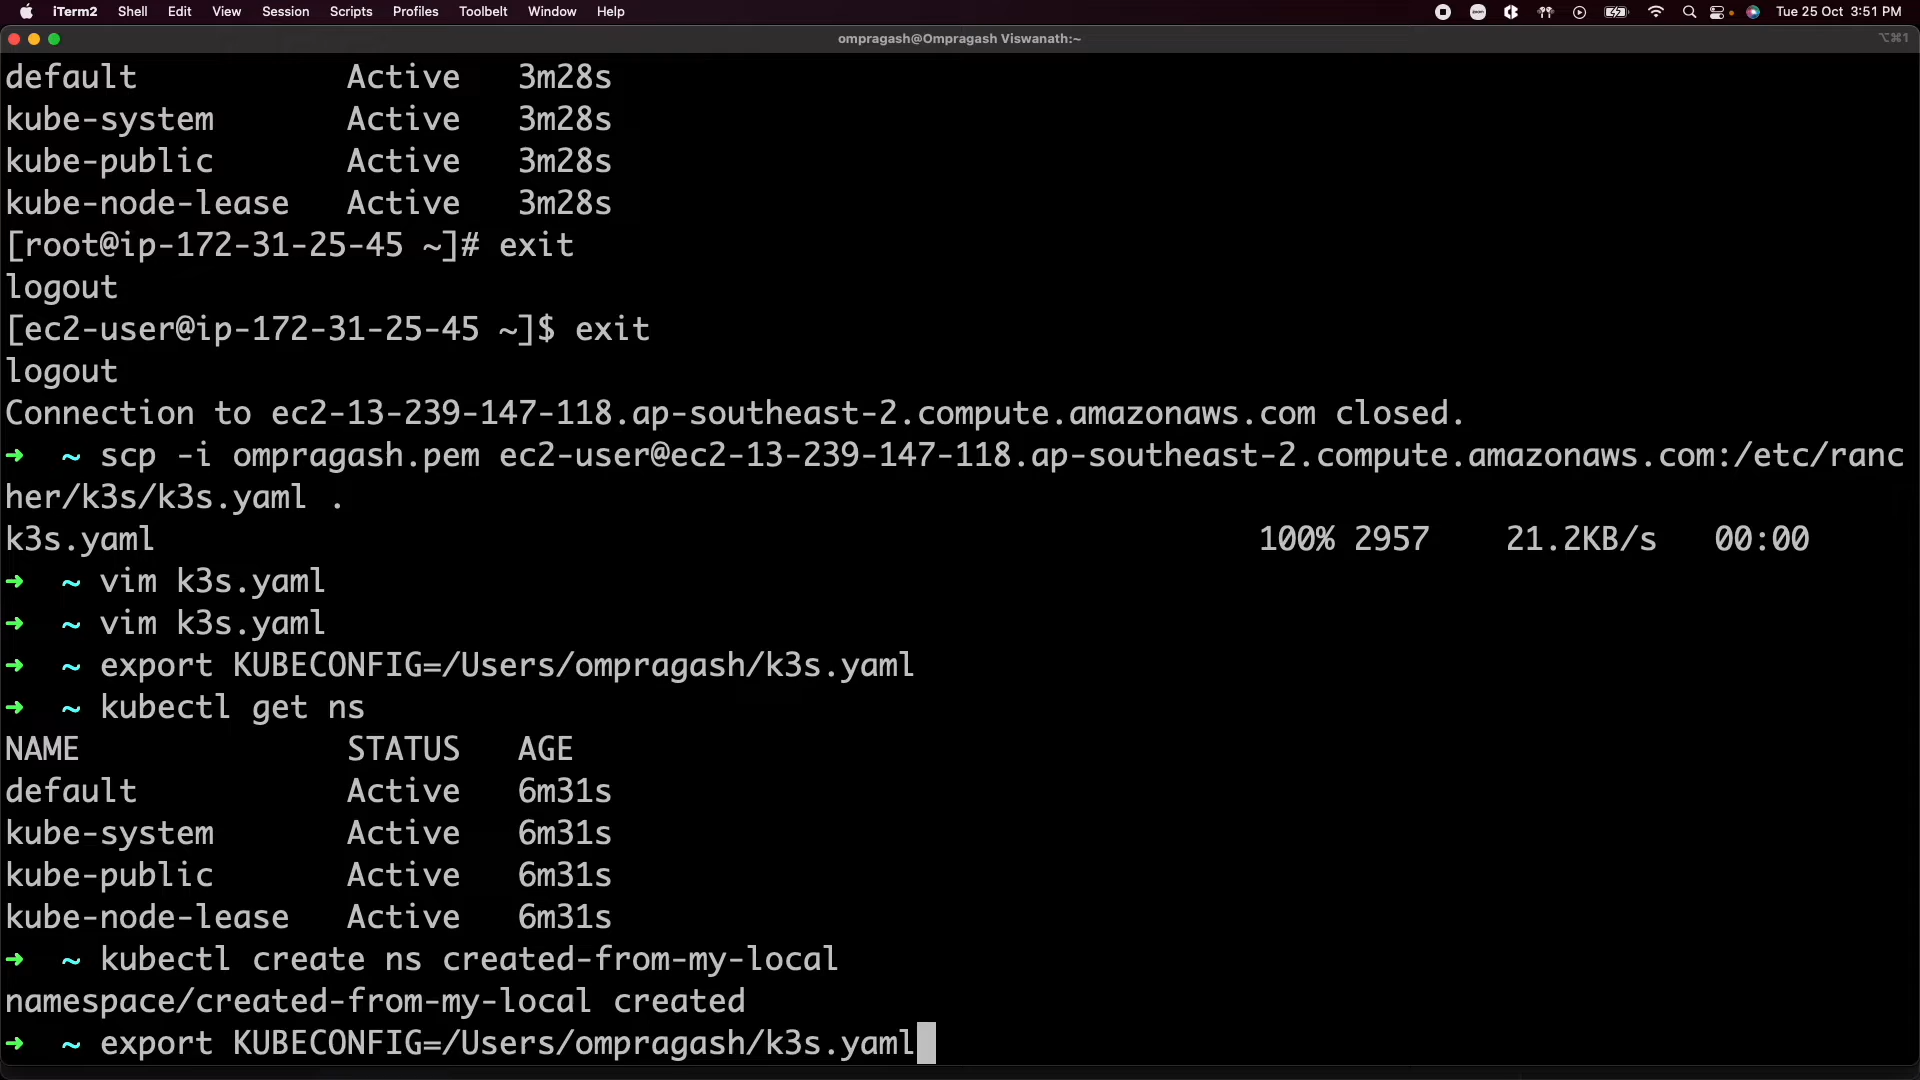 iTerm2 Shell Edit View Session Scripts Profiles Toolbelt Window Help Tue 25 Oct 3:51 PM
ompragash@Ompragash Viswanath:~ ⌥⌘1
default Active 3m28s
kube-system Active 3m28s
kube-public Active 3m28s
kube-node-lease Active 3m28s
[root@ip-172-31-25-45 ~]# exit
logout
[ec2-user@ip-172-31-25-45 ~]$ exit
logout
Connection to ec2-13-239-147-118.ap-southeast-2.compute.amazonaws.com closed.
➜ ~ scp -i ompragash.pem ec2-user@ec2-13-239-147-118.ap-southeast-2.compute.amazonaws.com:/etc/ranc
her/k3s/k3s.yaml .
k3s.yaml 100% 2957 21.2KB/s 00:00
➜ ~ vim k3s.yaml
➜ ~ vim k3s.yaml
➜ ~ export KUBECONFIG=/Users/ompragash/k3s.yaml
➜ ~ kubectl get ns
NAME STATUS AGE
default Active 6m31s
kube-system Active 6m31s
kube-public Active 6m31s
kube-node-lease Active 6m31s
➜ ~ kubectl create ns created-from-my-local
namespace/created-from-my-local created
➜ ~ export KUBECONFIG=/Users/ompragash/k3s.yaml